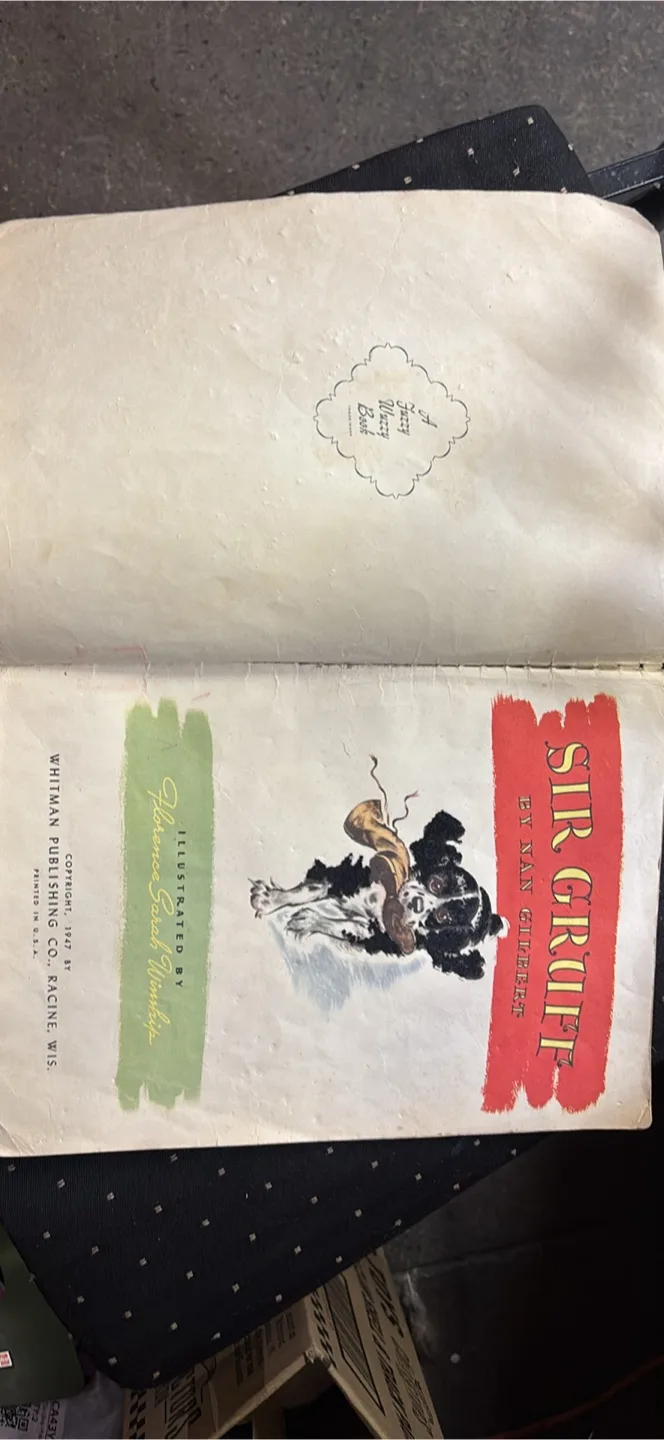 A
Fuzzy
Wuzzy
Book
SIR GRUFF
BY NAN GILBERT
ILLUSTRATED BY
Florence Sarah Winship
COPYRIGHT, 1947 BY
WHITMAN PUBLISHING CO., RACINE, WIS.
PRINTED IN U.S.A.